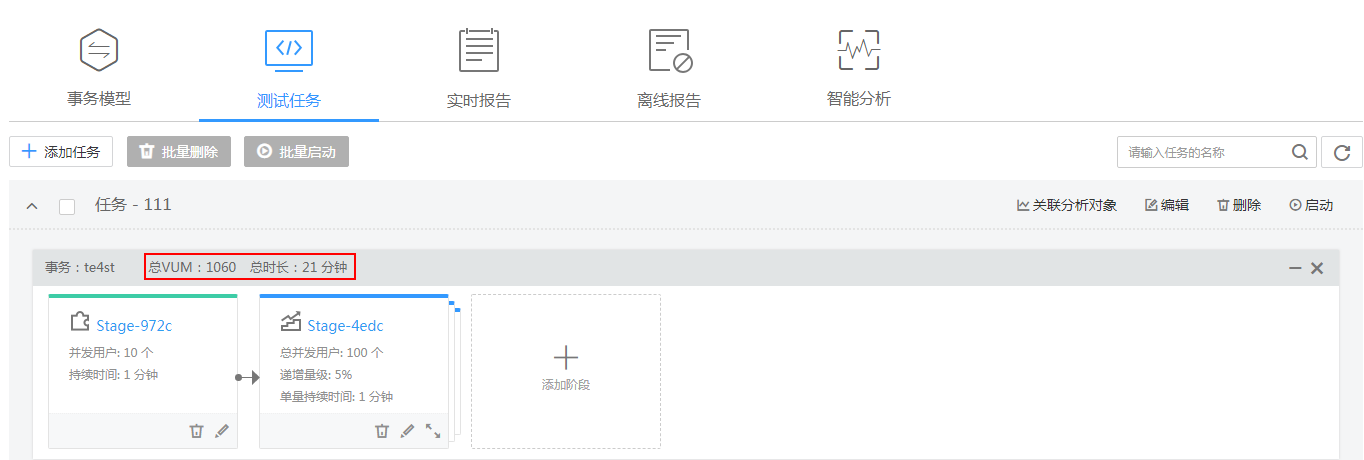 事务模型
测试任务
实时报告
离线报告
智能分析
添加任务
批量删除
批量启动
请输入任务的名称
任务 - 111
关联分析对象
编辑
删除
启动
事务：te4st
总VUM：1060 总时长：21 分钟
Stage-972c
并发用户: 10 个
持续时间: 1 分钟
Stage-4edc
总并发用户: 100 个
递增量级: 5%
单量持续时间: 1 分钟
添加阶段